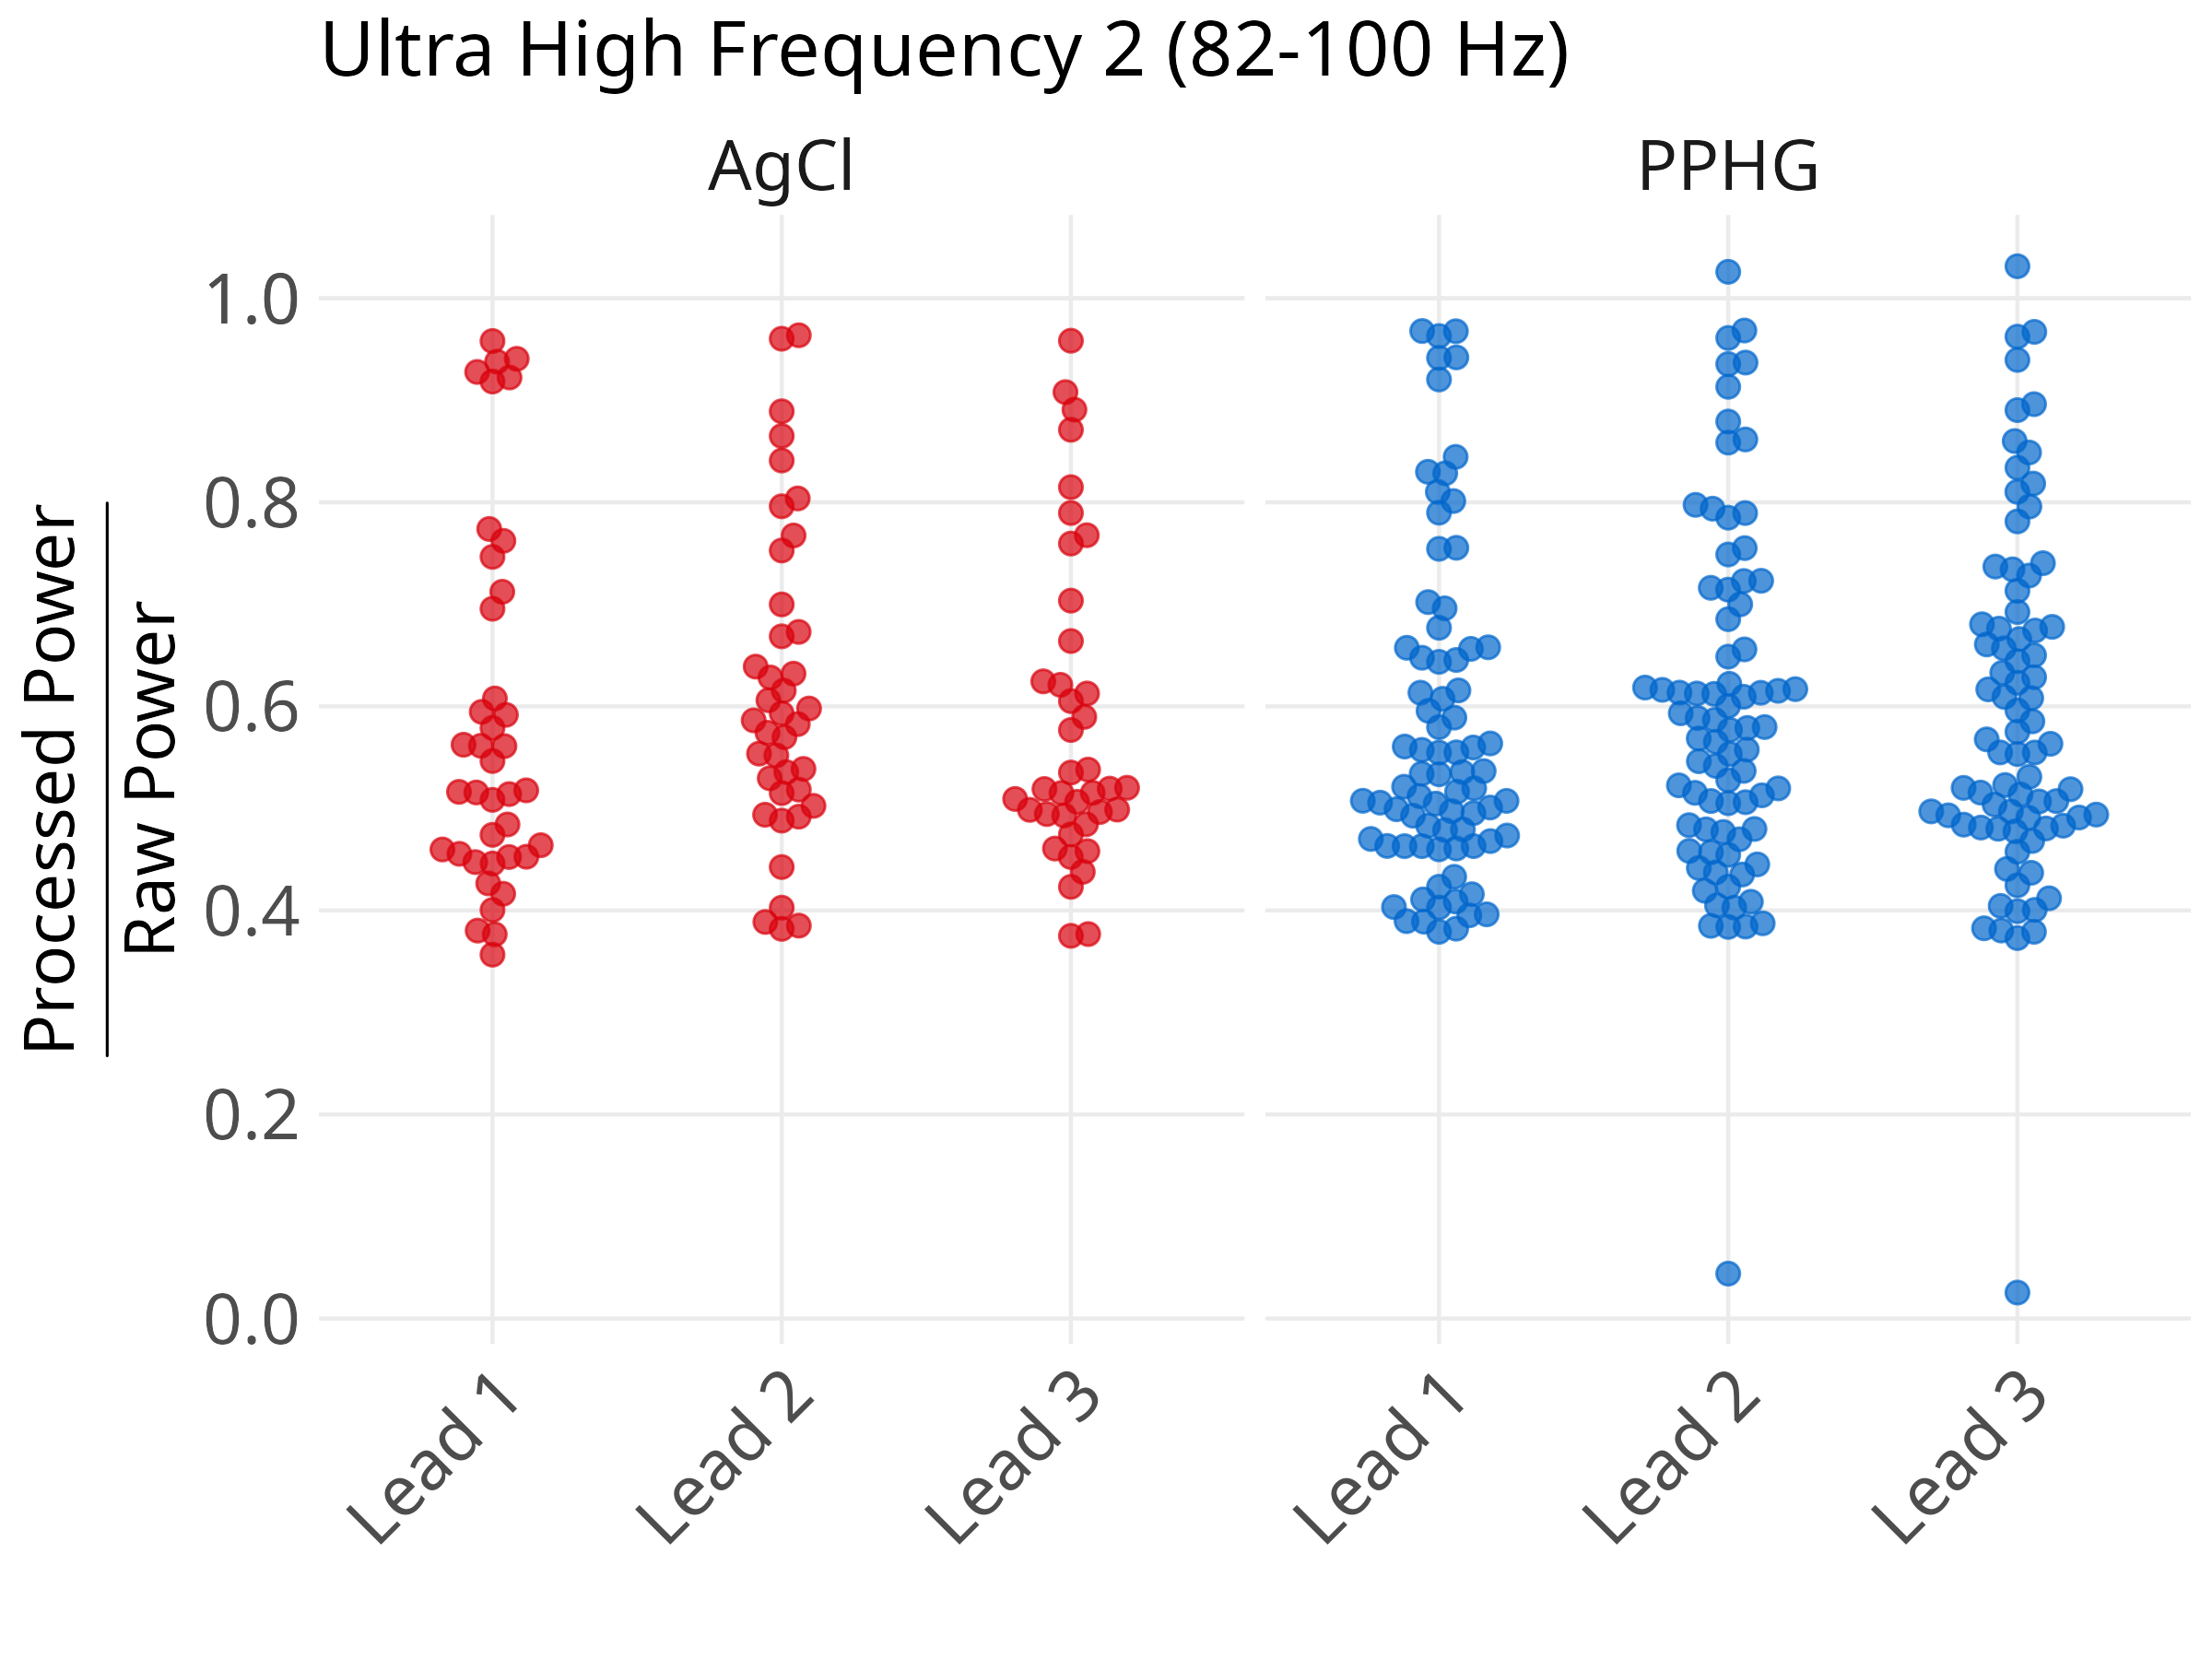 Ultra High Frequency 2 (82-100 Hz)
AgCl
PPHG
Processed Power
Raw Power
1.0
0.8
0.6
0.4
0.2
0.0
Lead 1
Lead 2
Lead 3
Lead 1
Lead 2
Lead 3